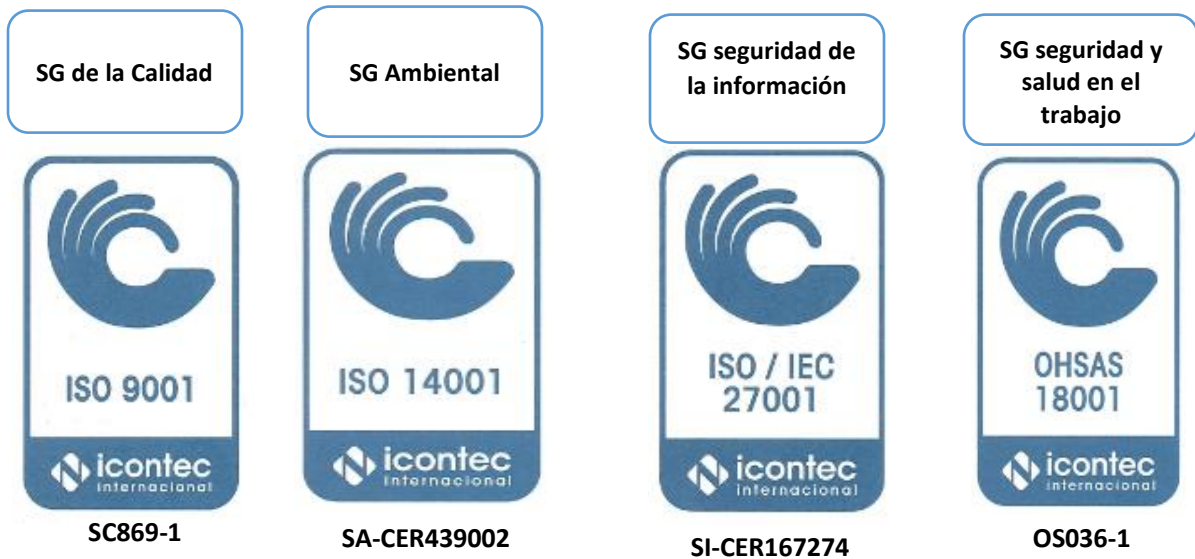 SG de la Calidad
SG Ambiental
SG seguridad de
la información
SG seguridad y
salud en el
trabajo
ISO 9001
icontec
internacional
SC869-1
ISO 14001
icontec
internacional
SA-CER439002
ISO / IEC
27001
icontec
internacional
SI-CER167274
OHSAS
18001
icontec
internacional
OS036-1